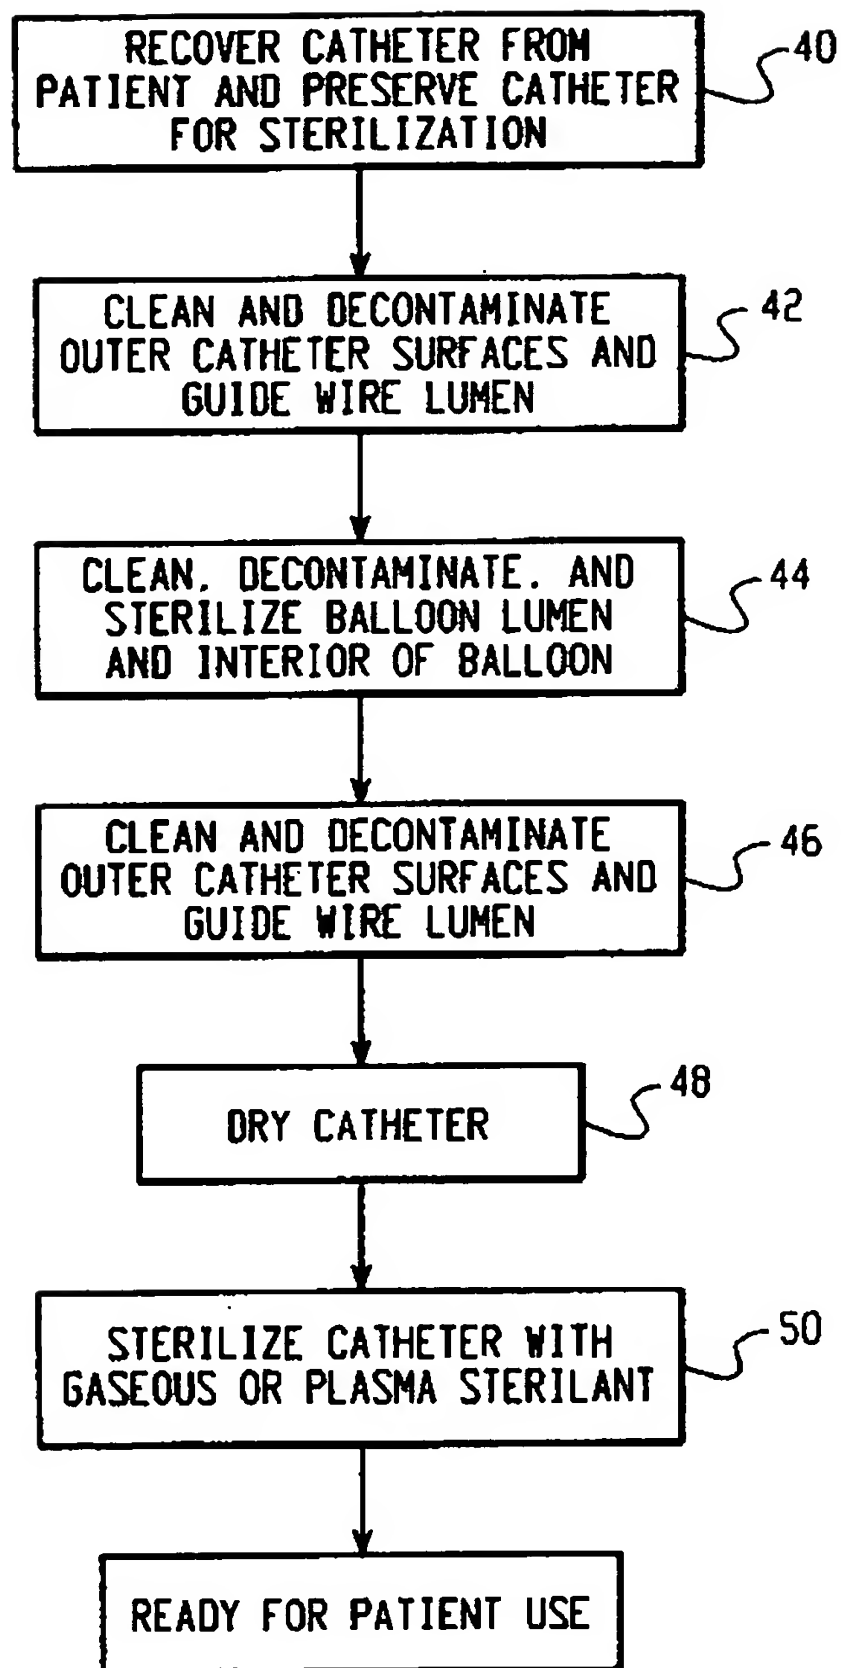 RECOVER CATHETER FROM
PATIENT AND PRESERVE CATHETER
FOR STERILIZATION
40
CLEAN AND DECONTAMINATE
OUTER CATHETER SURFACES AND
GUIDE WIRE LUMEN
42
CLEAN. DECONTAMINATE. AND
STERILIZE BALLOON LUMEN
AND INTERIOR OF BALLOON
44
CLEAN AND DECONTAMINATE
OUTER CATHETER SURFACES AND
GUIDE WIRE LUMEN
46
DRY CATHETER
48
STERILIZE CATHETER WITH
GASEOUS OR PLASMA STERILANT
50
READY FOR PATIENT USE